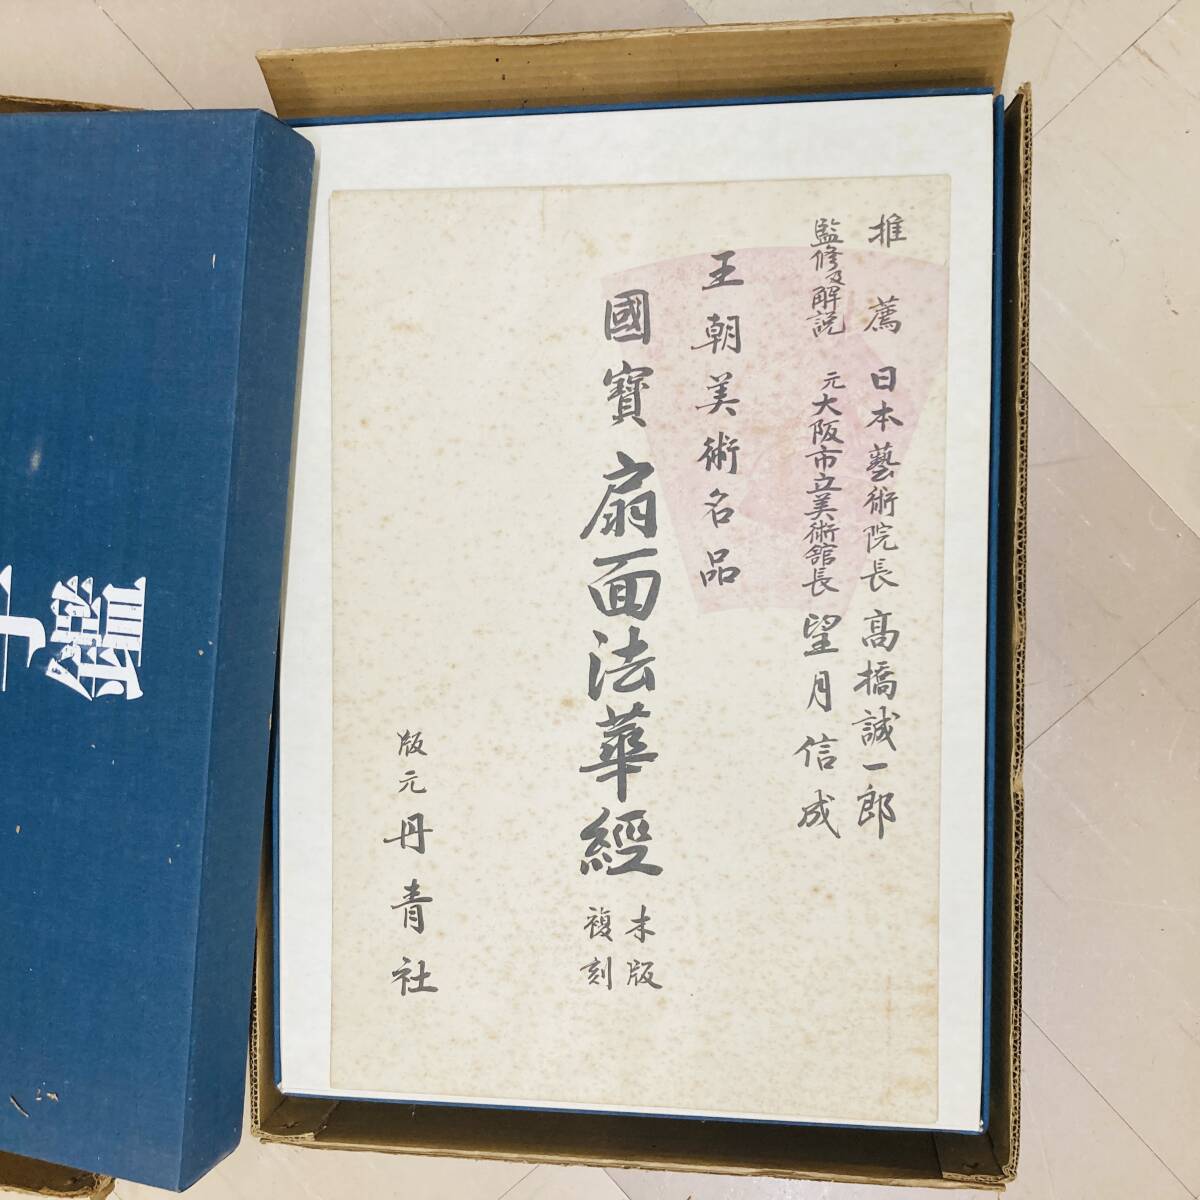 推薦 日本藝術院長 高橋誠一郎
監修及解説 元大阪市立美術館長 望月信成
王朝美術名品
國寳 扇面法華經 木版
複刻
版元 丹青社
鑑